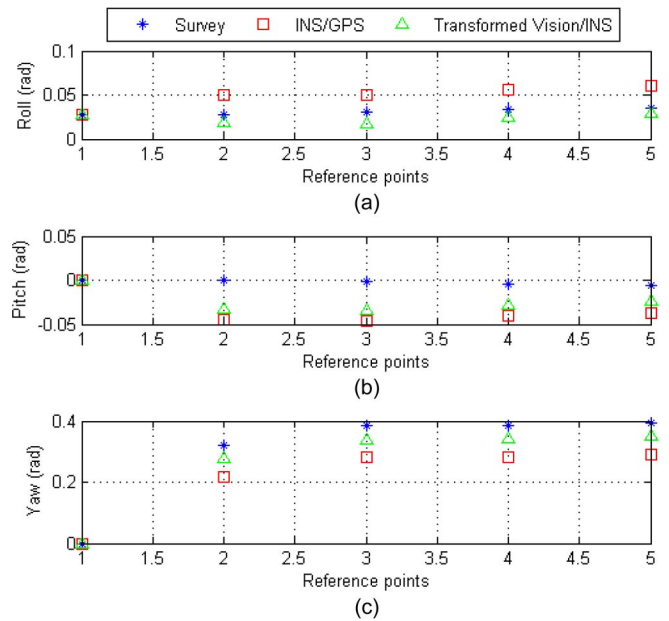 Survey INS/GPS Transformed Vision/INS
Roll (rad)
0.1
0.05
0
1 1.5 2 2.5 3 3.5 4 4.5 5
Reference points
(a)
Pitch (rad)
0.05
0
-0.05
1 1.5 2 2.5 3 3.5 4 4.5 5
Reference points
(b)
Yaw (rad)
0.4
0.2
0
1 1.5 2 2.5 3 3.5 4 4.5 5
Reference points
(c)